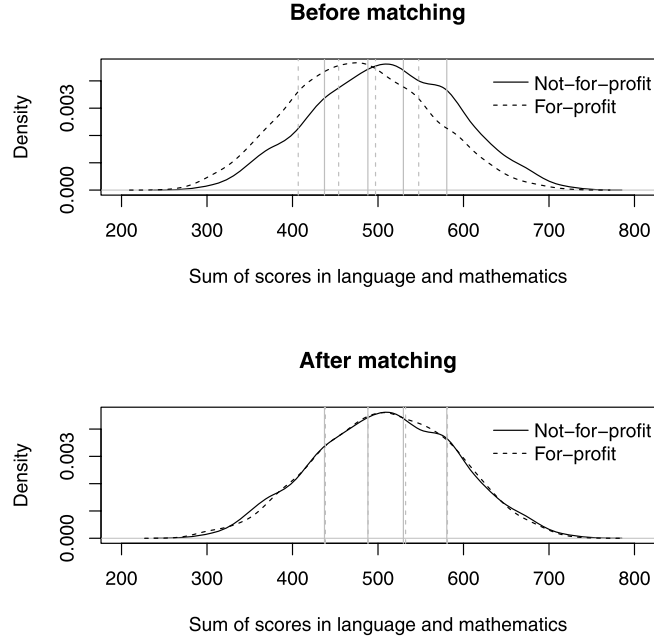 Before matching
Density
0.000
0.003
Not−for−profit
For−profit
200 300 400 500 600 700 800
Sum of scores in language and mathematics
After matching
Density
0.000
0.003
Not−for−profit
For−profit
200 300 400 500 600 700 800
Sum of scores in language and mathematics